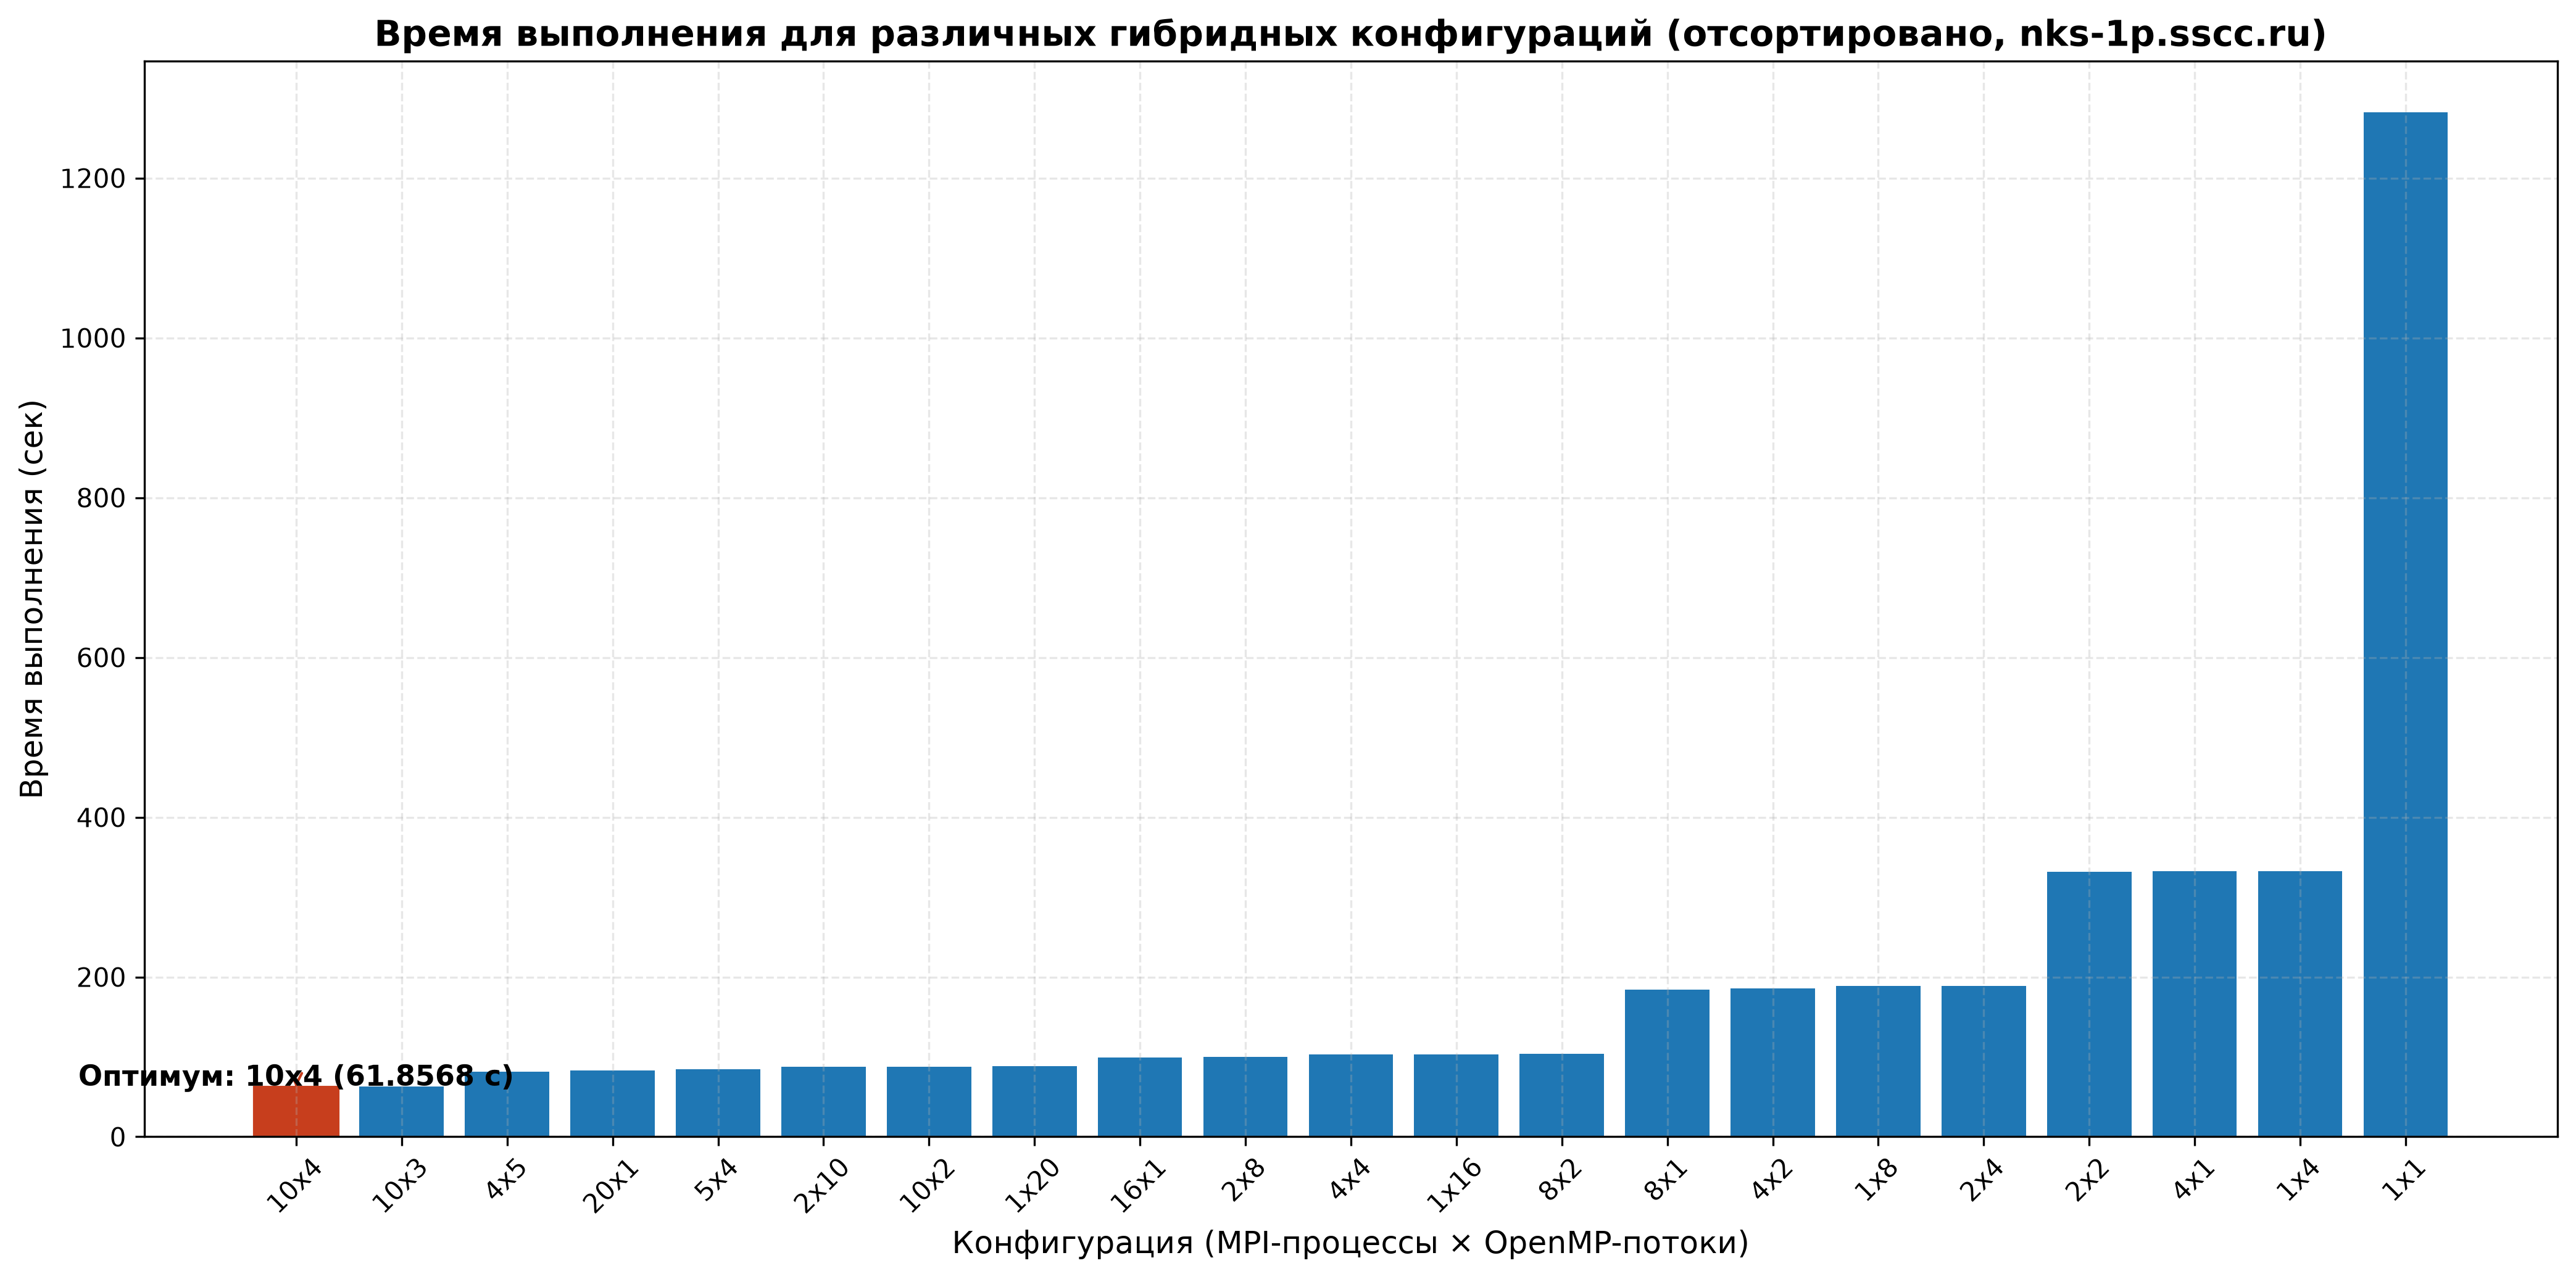 Время выполнения для различных гибридных конфигураций (отсортировано, nks-1p.sscc.ru)
Время выполнения (сек)
1200
1000
800
600
400
200
0
Оптимум: 10x4 (61.8568 с)
10x4
10x3
4x5
20x1
5x4
2x10
10x2
1x20
16x1
2x8
4x4
1x16
8x2
8x1
4x2
1x8
2x4
2x2
4x1
1x4
1x1
Конфигурация (MPI-процессы × OpenMP-потоки)